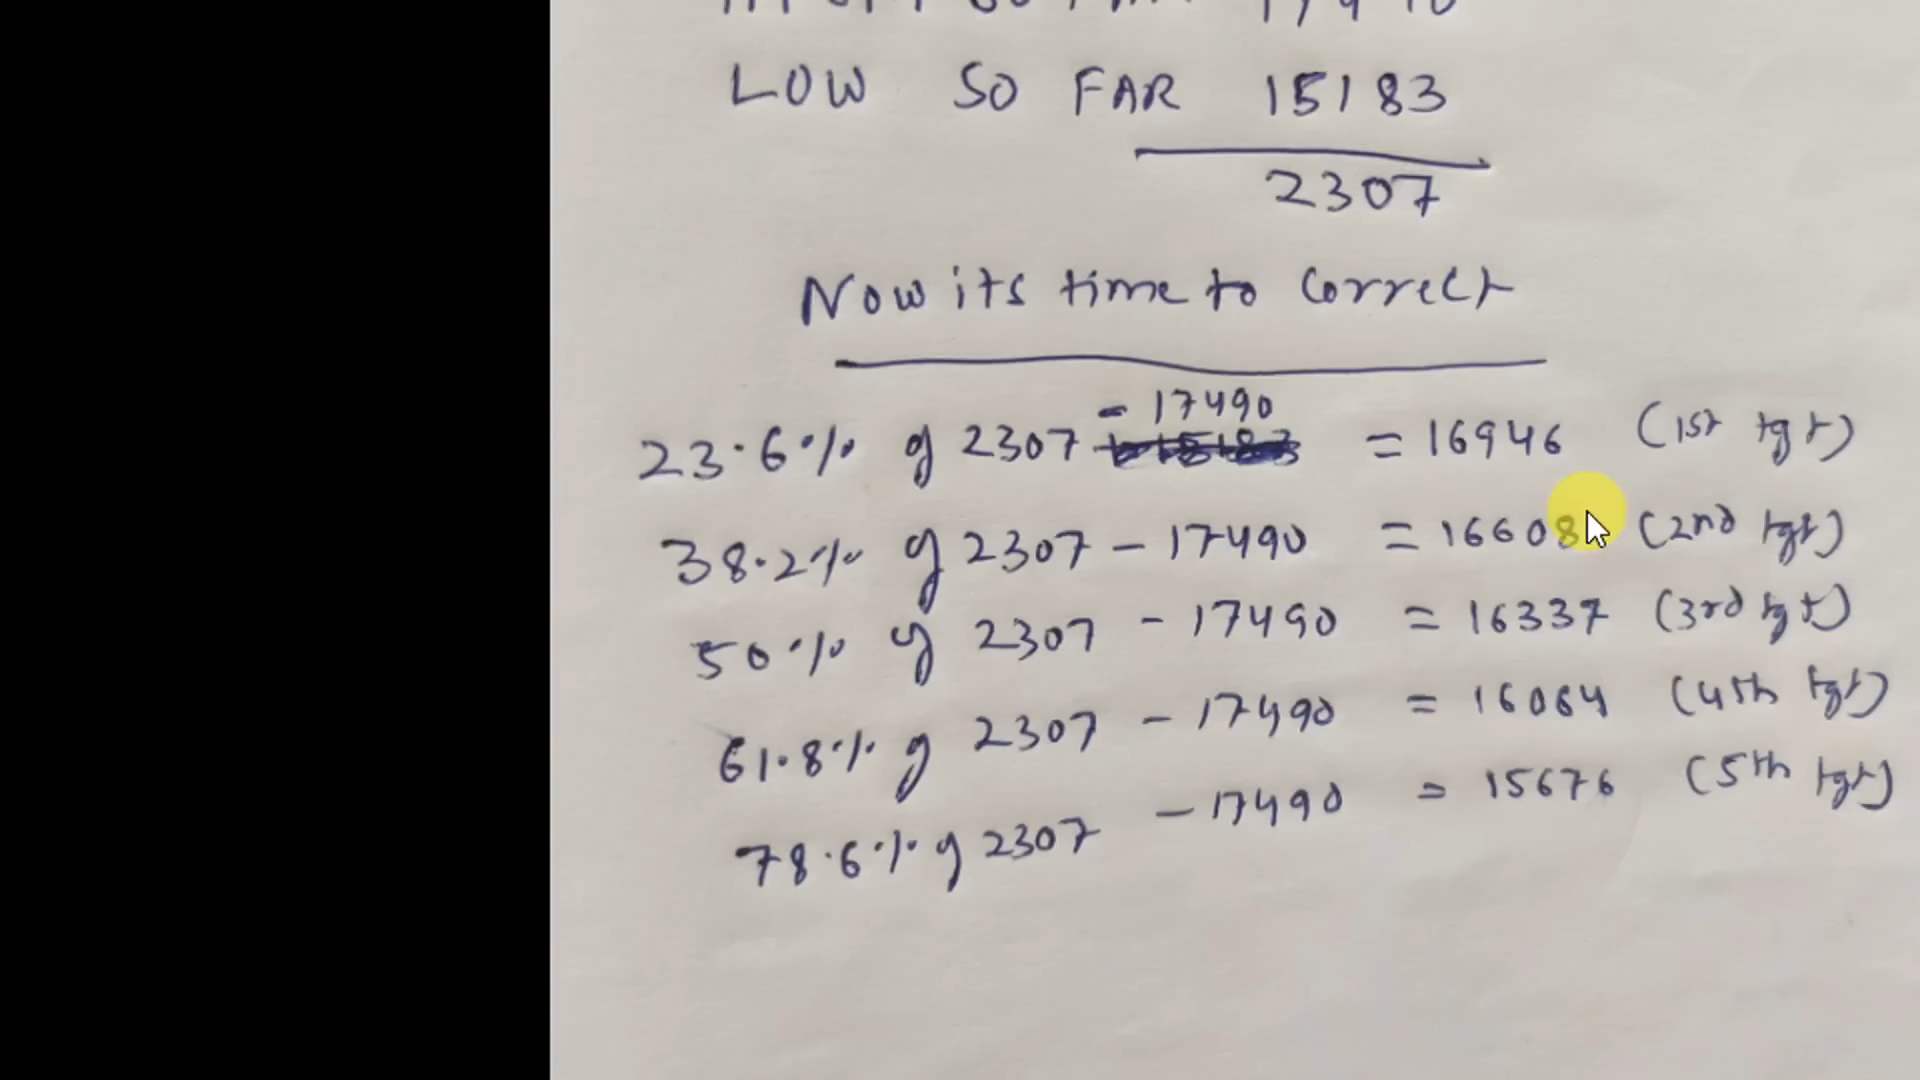 LOW SO FAR 15183
2307
Now its time to correct
- 17490
23.6% of 2307 = 16946 (1st tgt)
38.2% of 2307 - 17490 = 16608 (2nd tgt)
50% of 2307 - 17490 = 16337 (3rd tgt)
61.8% of 2307 - 17490 = 16064 (4th tgt)
78.6% of 2307 - 17490 = 15676 (5th tgt)